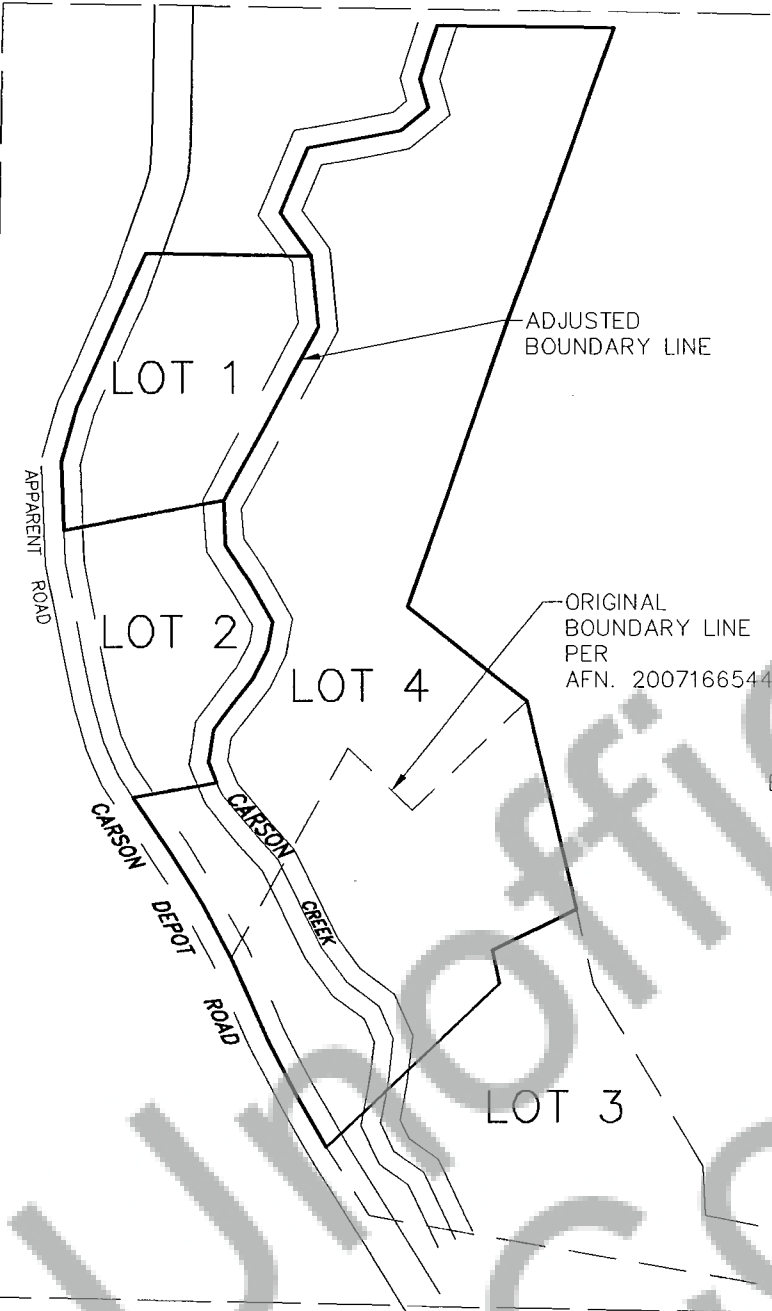 ADJUSTED
BOUNDARY LINE
LOT 1
APPARENT ROAD
ORIGINAL
BOUNDARY LINE
PER
AFN. 2007166544
LOT 2
LOT 4
CARSON DEPOT ROAD
CARSON CREEK
LOT 3
Unoffic